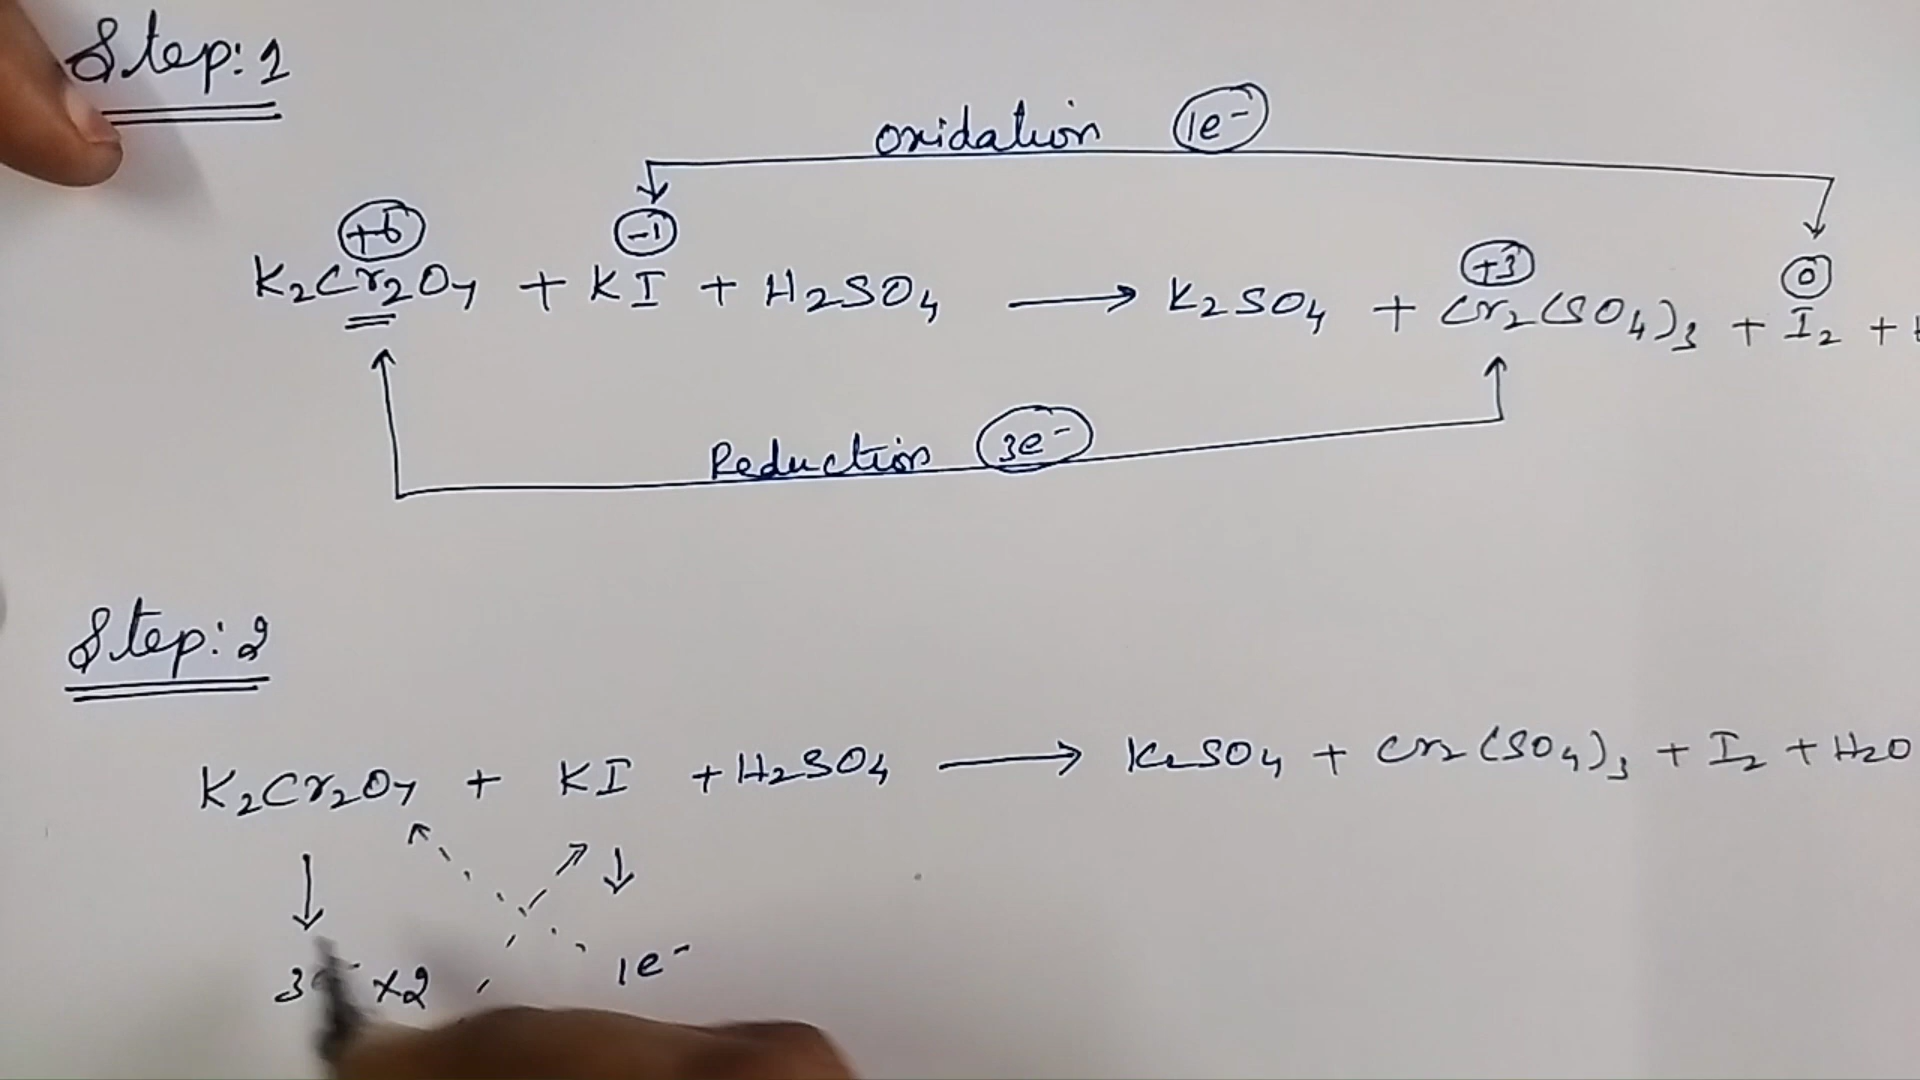 Step: 1
oxidation 1e⁻
+6 -1 +3 0
K₂Cr₂O₇ + KI + H₂SO₄ ⟶ K₂SO₄ + Cr₂(SO₄)₃ + I₂ +
Reduction 3e⁻
Step: 2
K₂Cr₂O₇ + KI + H₂SO₄ ⟶ K₂SO₄ + Cr₂(SO₄)₃ + I₂ + H₂O
3e⁻ ×2 1e⁻